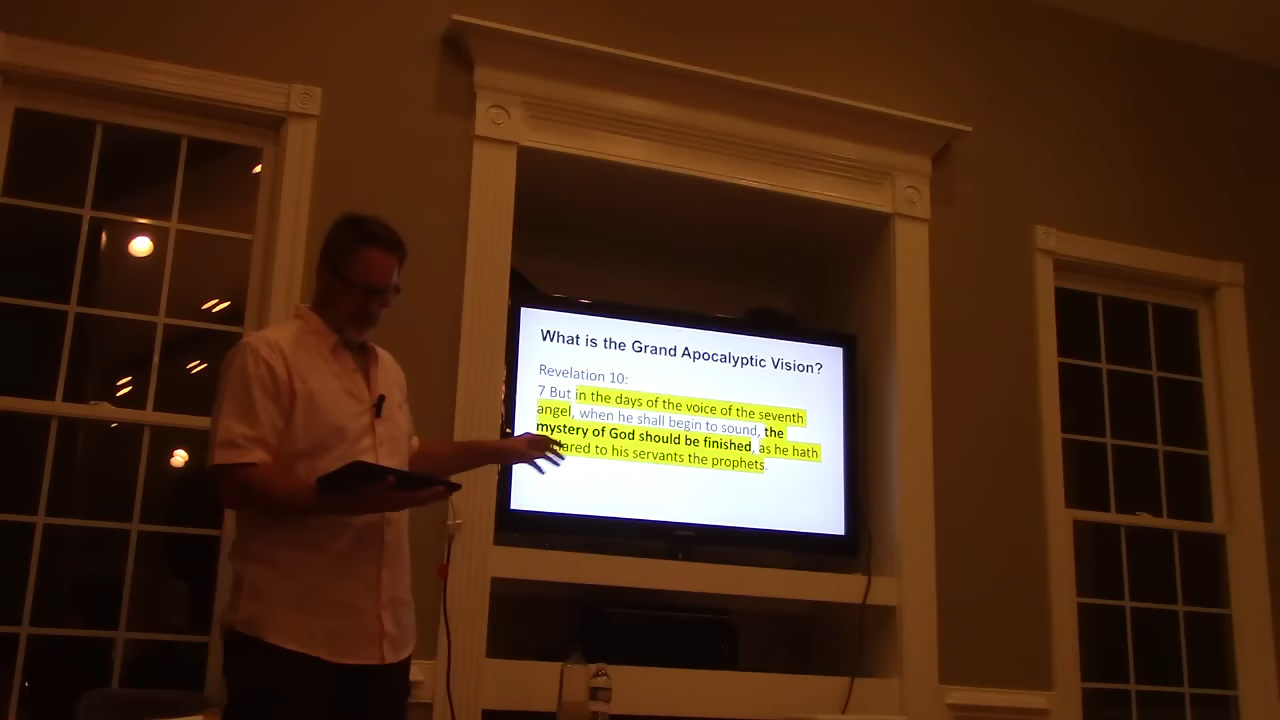 What is the Grand Apocalyptic Vision?
Revelation 10:
7 But in the days of the voice of the seventh
angel, when he shall begin to sound, the
mystery of God should be finished, as he hath
lared to his servants the prophets.